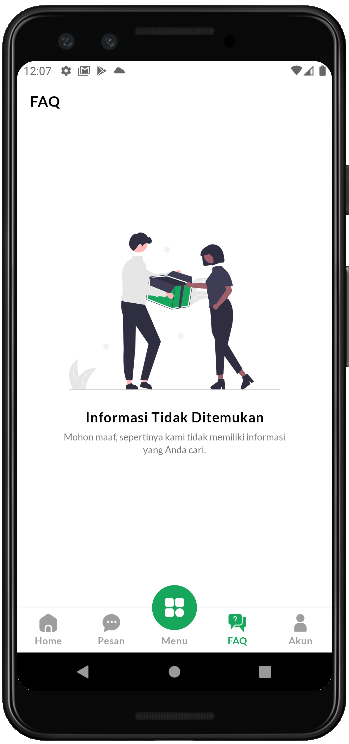 12:07
FAQ
?
Informasi Tidak Ditemukan
Mohon maaf, sepertinya kami tidak memiliki informasi
yang Anda cari.
Home
Pesan
Menu
FAQ
Akun